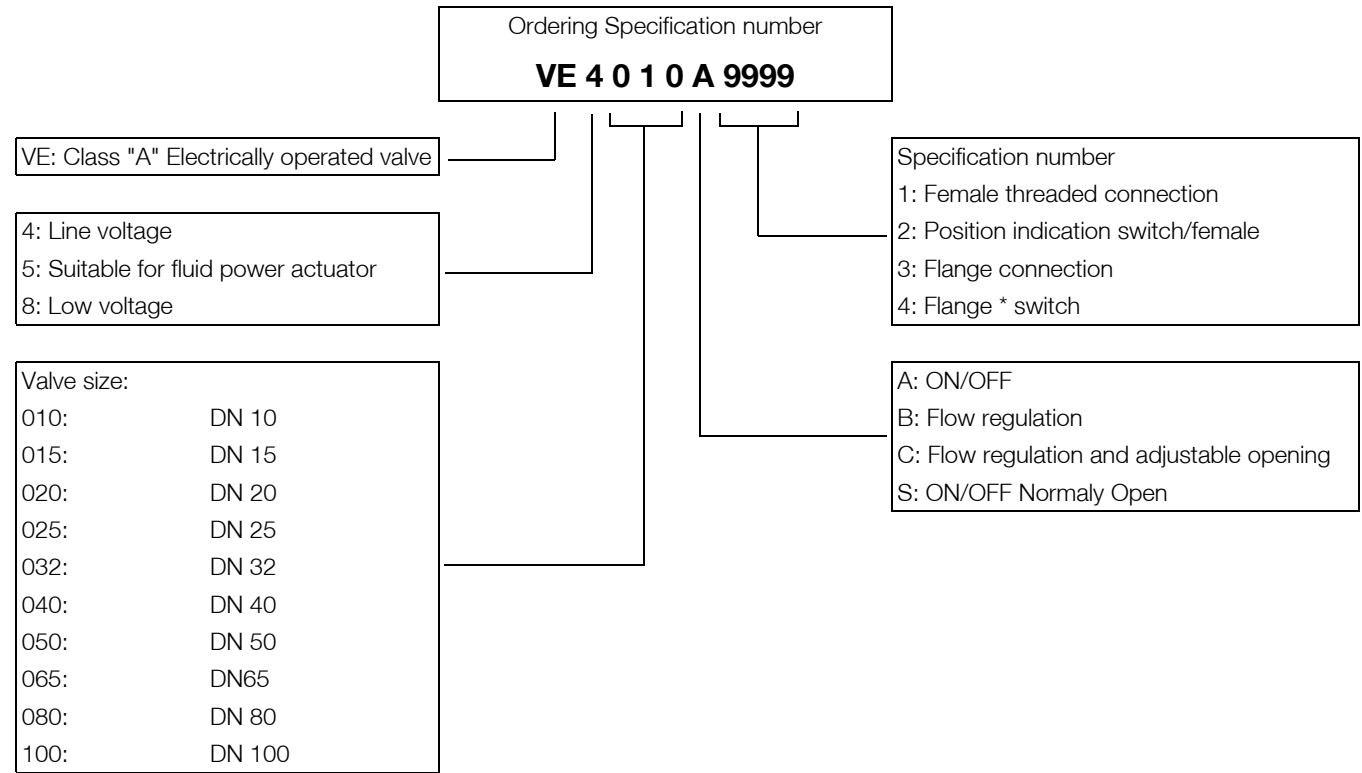 Ordering Specification number
VE 4 0 1 0 A 9999
VE: Class "A" Electrically operated valve
4: Line voltage
5: Suitable for fluid power actuator
8: Low voltage
Valve size:
010: DN 10
015: DN 15
020: DN 20
025: DN 25
032: DN 32
040: DN 40
050: DN 50
065: DN65
080: DN 80
100: DN 100
Specification number
1: Female threaded connection
2: Position indication switch/female
3: Flange connection
4: Flange * switch
A: ON/OFF
B: Flow regulation
C: Flow regulation and adjustable opening
S: ON/OFF Normaly Open